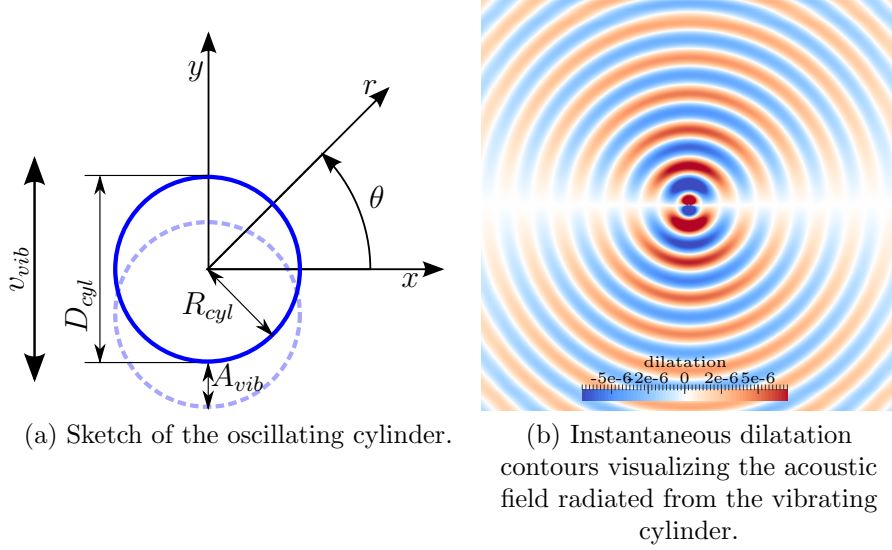 y
r
θ
x
v_vib
D_cyl
R_cyl
A_vib
dilatation
-5e-6 -2e-6 0 2e-6 5e-6
(a) Sketch of the oscillating cylinder.
(b) Instantaneous dilatation
contours visualizing the acoustic
field radiated from the vibrating
cylinder.